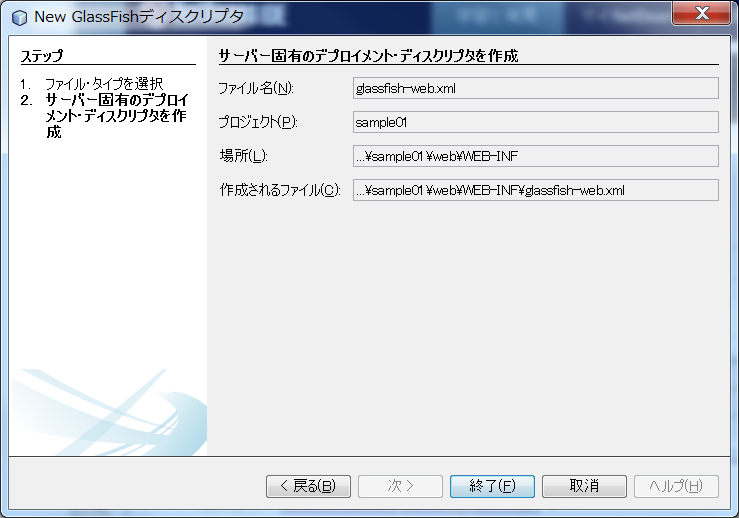 New GlassFishディスクリプタ
ステップ
1. ファイル・タイプを選択
2. サーバー固有のデプロイ
メント・ディスクリプタを作
成
サーバー固有のデプロイメント・ディスクリプタを作成
ファイル名(N): glassfish-web.xml
プロジェクト(P): sample01
場所(L): ...¥sample01¥web¥WEB-INF
作成されるファイル(C): ...¥sample01¥web¥WEB-INF¥glassfish-web.xml
< 戻る(B) 次 > 終了(F) 取消 ヘルプ(H)